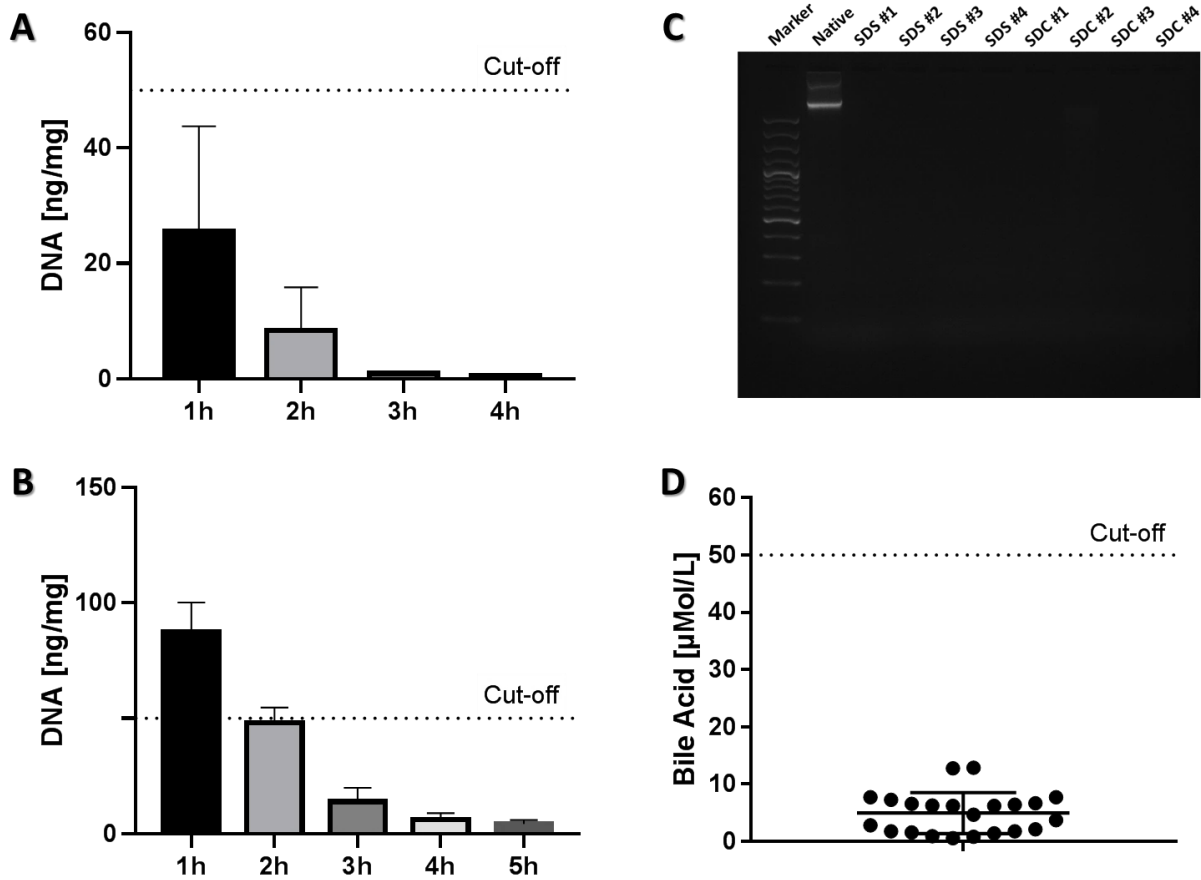 A
60
40
20
0
DNA [ng/mg]
Cut-off
1h 2h 3h 4h
B
150
100
0
DNA [ng/mg]
Cut-off
1h 2h 3h 4h 5h
C
Marker Native SDS #1 SDS #2 SDS #3 SDS #4 SDC #1 SDC #2 SDC #3 SDC #4
D
60
50
40
30
20
10
0
Bile Acid [µMol/L]
Cut-off